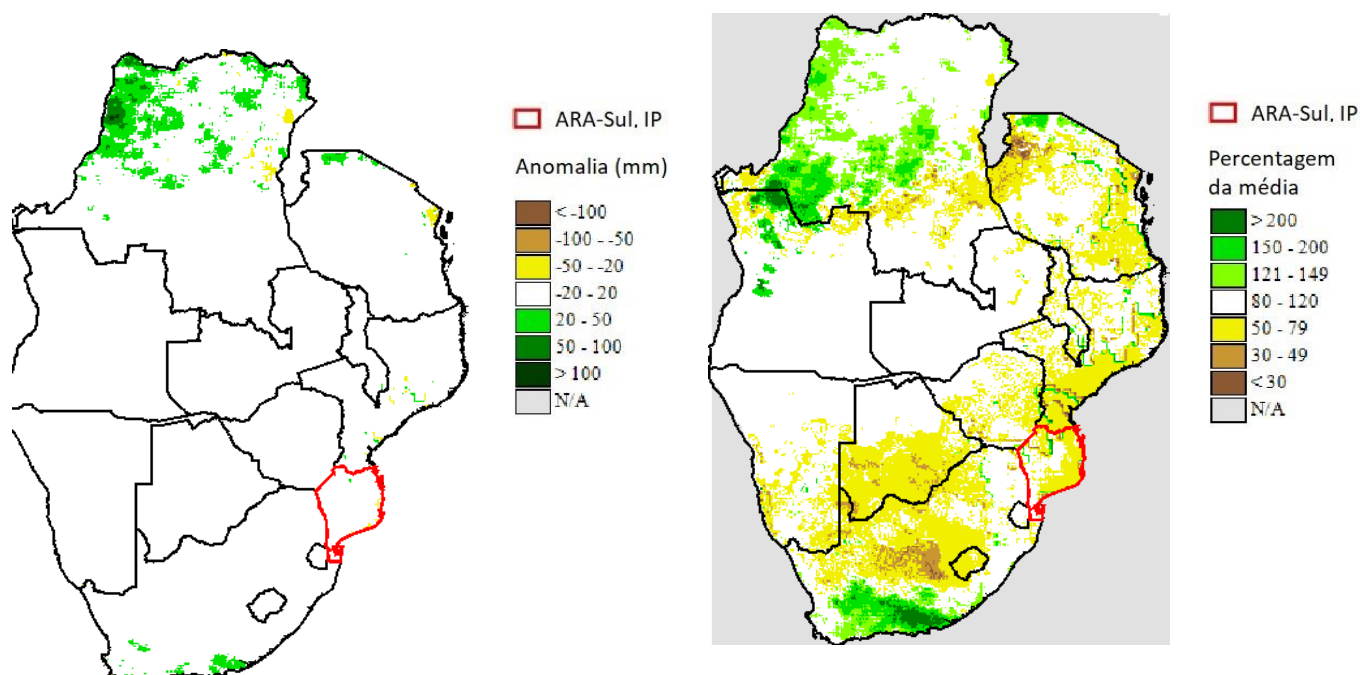 ARA-Sul, IP
Anomalia (mm)
< -100
-100 - -50
-50 - -20
-20 - 20
20 - 50
50 - 100
> 100
N/A
ARA-Sul, IP
Percentagem
da média
> 200
150 - 200
121 - 149
80 - 120
50 - 79
30 - 49
< 30
N/A